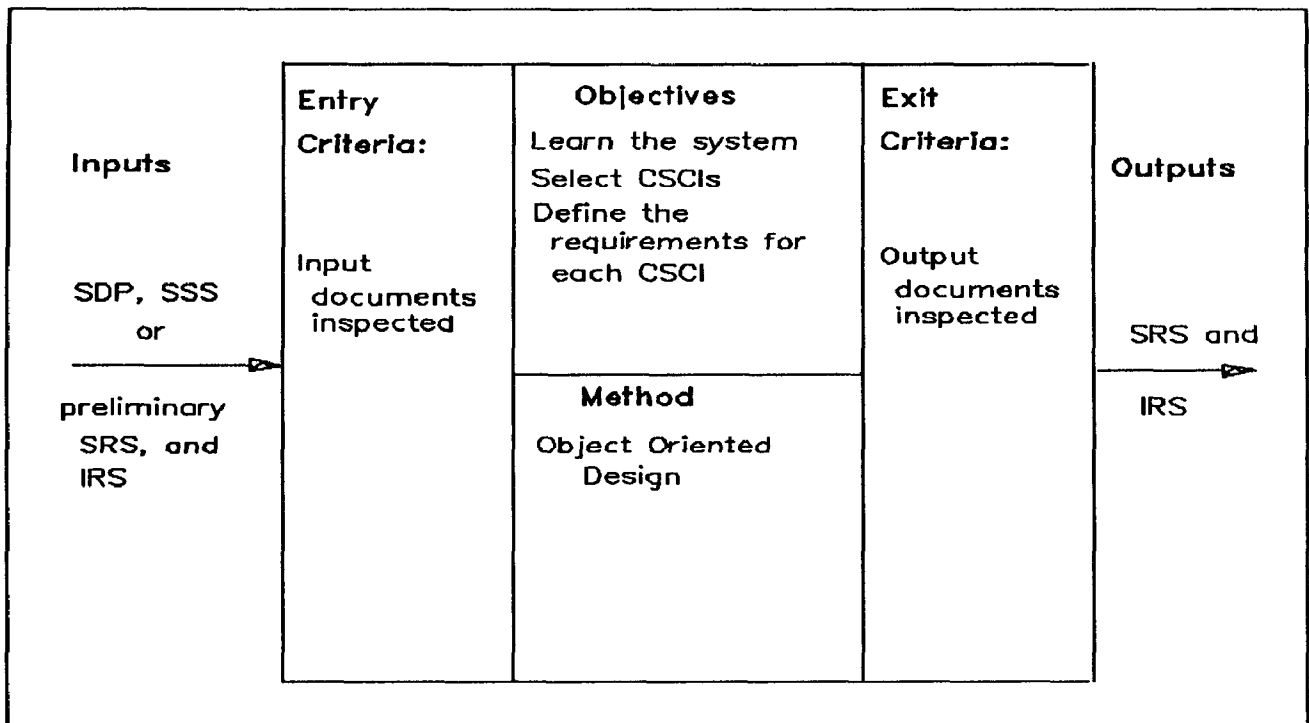 Inputs
SDP, SSS
or
preliminary
SRS, and
IRS
Entry
Criteria:
Input
documents
inspected
Objectives
Learn the system
Select CSCIs
Define the
requirements for
each CSCI
Method
Object Oriented
Design
Exit
Criteria:
Output
documents
inspected
Outputs
SRS and
IRS